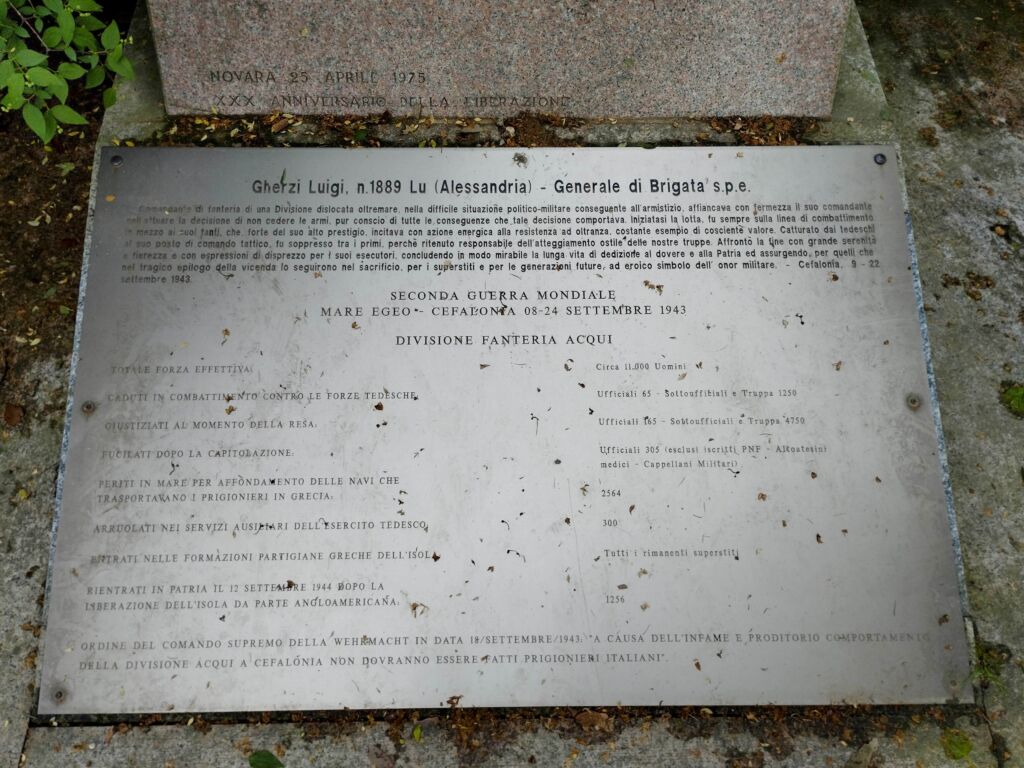 NOVARA 25 APRILE 1975
XXX ANNIVERSARIO DELLA LIBERAZIONE
Gherzi Luigi, n.1889 Lu (Alessandria) - Generale di Brigata s.p.e.
Comandante di fanteria di una Divisione dislocata oltremare, nella difficile situazione politico-militare conseguente all'armistizio, affiancava con fermezza il suo comandante
nell'attuare la decisione di non cedere le armi, pur conscio di tutte le conseguenze che tale decisione comportava. Iniziatasi la lotta, fu sempre sulla linea di combattimento
in mezzo ai suoi fanti, che, forte del suo alto prestigio, incitava con azione energica alla resistenza ad oltranza, costante esempio di cosciente valore. Catturato dai tedeschi
al suo posto di comando tattico, fu soppresso tra i primi, perchè ritenuto responsabile dell'atteggiamento ostile delle nostre truppe. Affrontò la fine con grande serenità
e fierezza e con espressioni di disprezzo per i suoi esecutori, concludendo in modo mirabile la lunga vita di dedizione al dovere e alla Patria ed assurgendo, per quelli che
nel tragico epilogo della vicenda lo seguirono nel sacrificio, per i superstiti e per le generazioni future, ad eroico simbolo dell' onor militare. - Cefalonia, 9 - 22
settembre 1943.
SECONDA GUERRA MONDIALE
MARE EGEO - CEFALONIA 08-24 SETTEMBRE 1943
DIVISIONE FANTERIA ACQUI
TOTALE FORZA EFFETTIVA: Circa 11.000 Uomini
CADUTI IN COMBATTIMENTO CONTRO LE FORZE TEDESCHE: Ufficiali 65 - Sottoufficiali e Truppa 1250
GIUSTIZIATI AL MOMENTO DELLA RESA: Ufficiali 165 - Sottoufficiali e Truppa 4750
FUCILATI DOPO LA CAPITOLAZIONE: Ufficiali 305 (esclusi iscritti PNF - Altoatesini
medici - Cappellani Militari)
PERITI IN MARE PER AFFONDAMENTO DELLE NAVI CHE
TRASPORTAVANO I PRIGIONIERI IN GRECIA: 2564
ARRUOLATI NEI SERVIZI AUSILIARI DELL'ESERCITO TEDESCO 300
ENTRATI NELLE FORMAZIONI PARTIGIANE GRECHE DELL'ISOLA Tutti i rimanenti superstiti
RIENTRATI IN PATRIA IL 12 SETTEMBRE 1944 DOPO LA
LIBERAZIONE DELL'ISOLA DA PARTE ANGLOAMERICANA: 1256
ORDINE DEL COMANDO SUPREMO DELLA WEHRMACHT IN DATA 18/SETTEMBRE/1943: "A CAUSA DELL'INFAME E PRODITORIO COMPORTAMENTO
DELLA DIVISIONE ACQUI A CEFALONIA NON DOVRANNO ESSERE FATTI PRIGIONIERI ITALIANI".